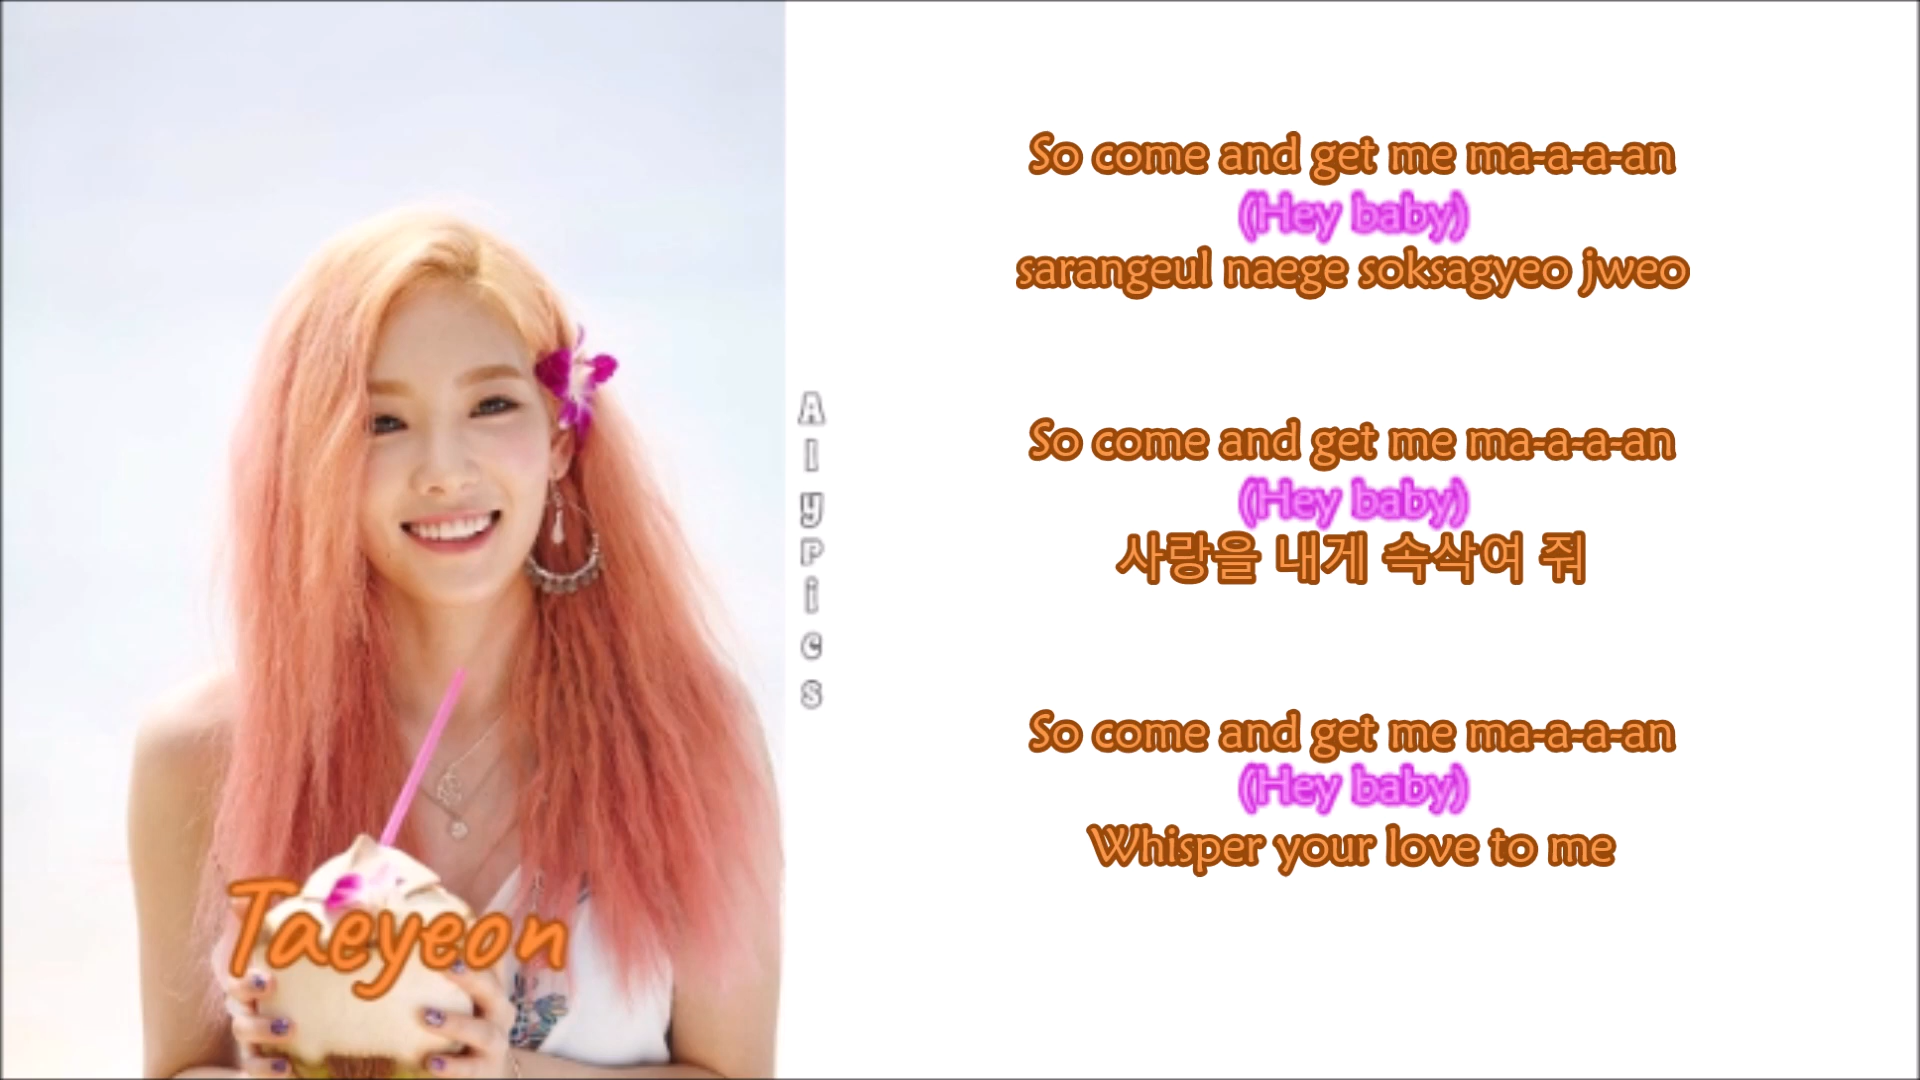 So come and get me ma-a-a-an
(Hey baby)
sarangeul naege soksagyeo jweo
So come and get me ma-a-a-an
(Hey baby)
사랑을 내게 속삭여 줘
So come and get me ma-a-a-an
(Hey baby)
Whisper your love to me
Taeyeon
AlyPics